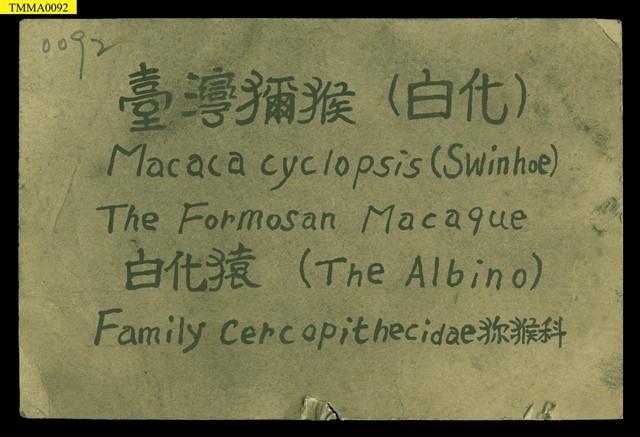 TMMA0092
0092
臺灣獼猴(白化)
Macaca cyclopsis (Swinhoe)
The Formosan Macaque
白化猿 (The Albino)
Family Cercopithecidae 狝猴科